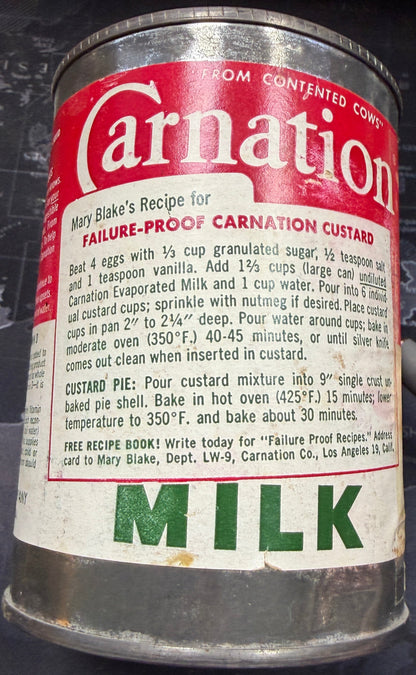 "FROM CONTENTED COWS"
Carnation
Mary Blake's Recipe for
FAILURE-PROOF CARNATION CUSTARD
Beat 4 eggs with ⅓ cup granulated sugar, ½ teaspoon salt
and 1 teaspoon vanilla. Add 1⅔ cups (large can) undiluted
Carnation Evaporated Milk and 1 cup water. Pour into 6 individ-
ual custard cups; sprinkle with nutmeg if desired. Place custard
cups in pan 2" to 2¼" deep. Pour water around cups; bake in
moderate oven (350°F.) 40-45 minutes, or until silver knife
comes out clean when inserted in custard.
CUSTARD PIE: Pour custard mixture into 9" single crust un-
baked pie shell. Bake in hot oven (425°F.) 15 minutes; lower
temperature to 350°F. and bake about 30 minutes.
FREE RECIPE BOOK! Write today for "Failure Proof Recipes." Address
card to Mary Blake, Dept. LW-9, Carnation Co., Los Angeles 19, Calif.
MILK